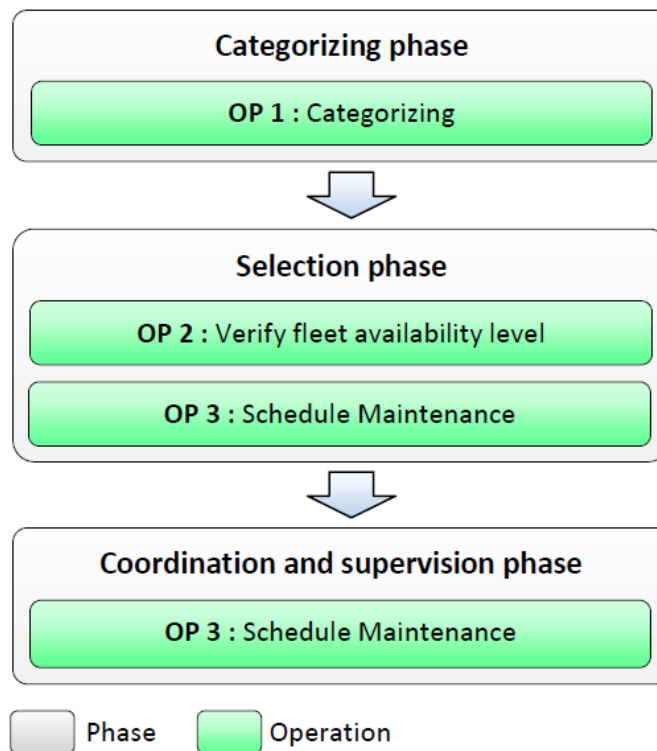 Categorizing phase
OP 1 : Categorizing
Selection phase
OP 2 : Verify fleet availability level
OP 3 : Schedule Maintenance
Coordination and supervision phase
OP 3 : Schedule Maintenance
Phase
Operation